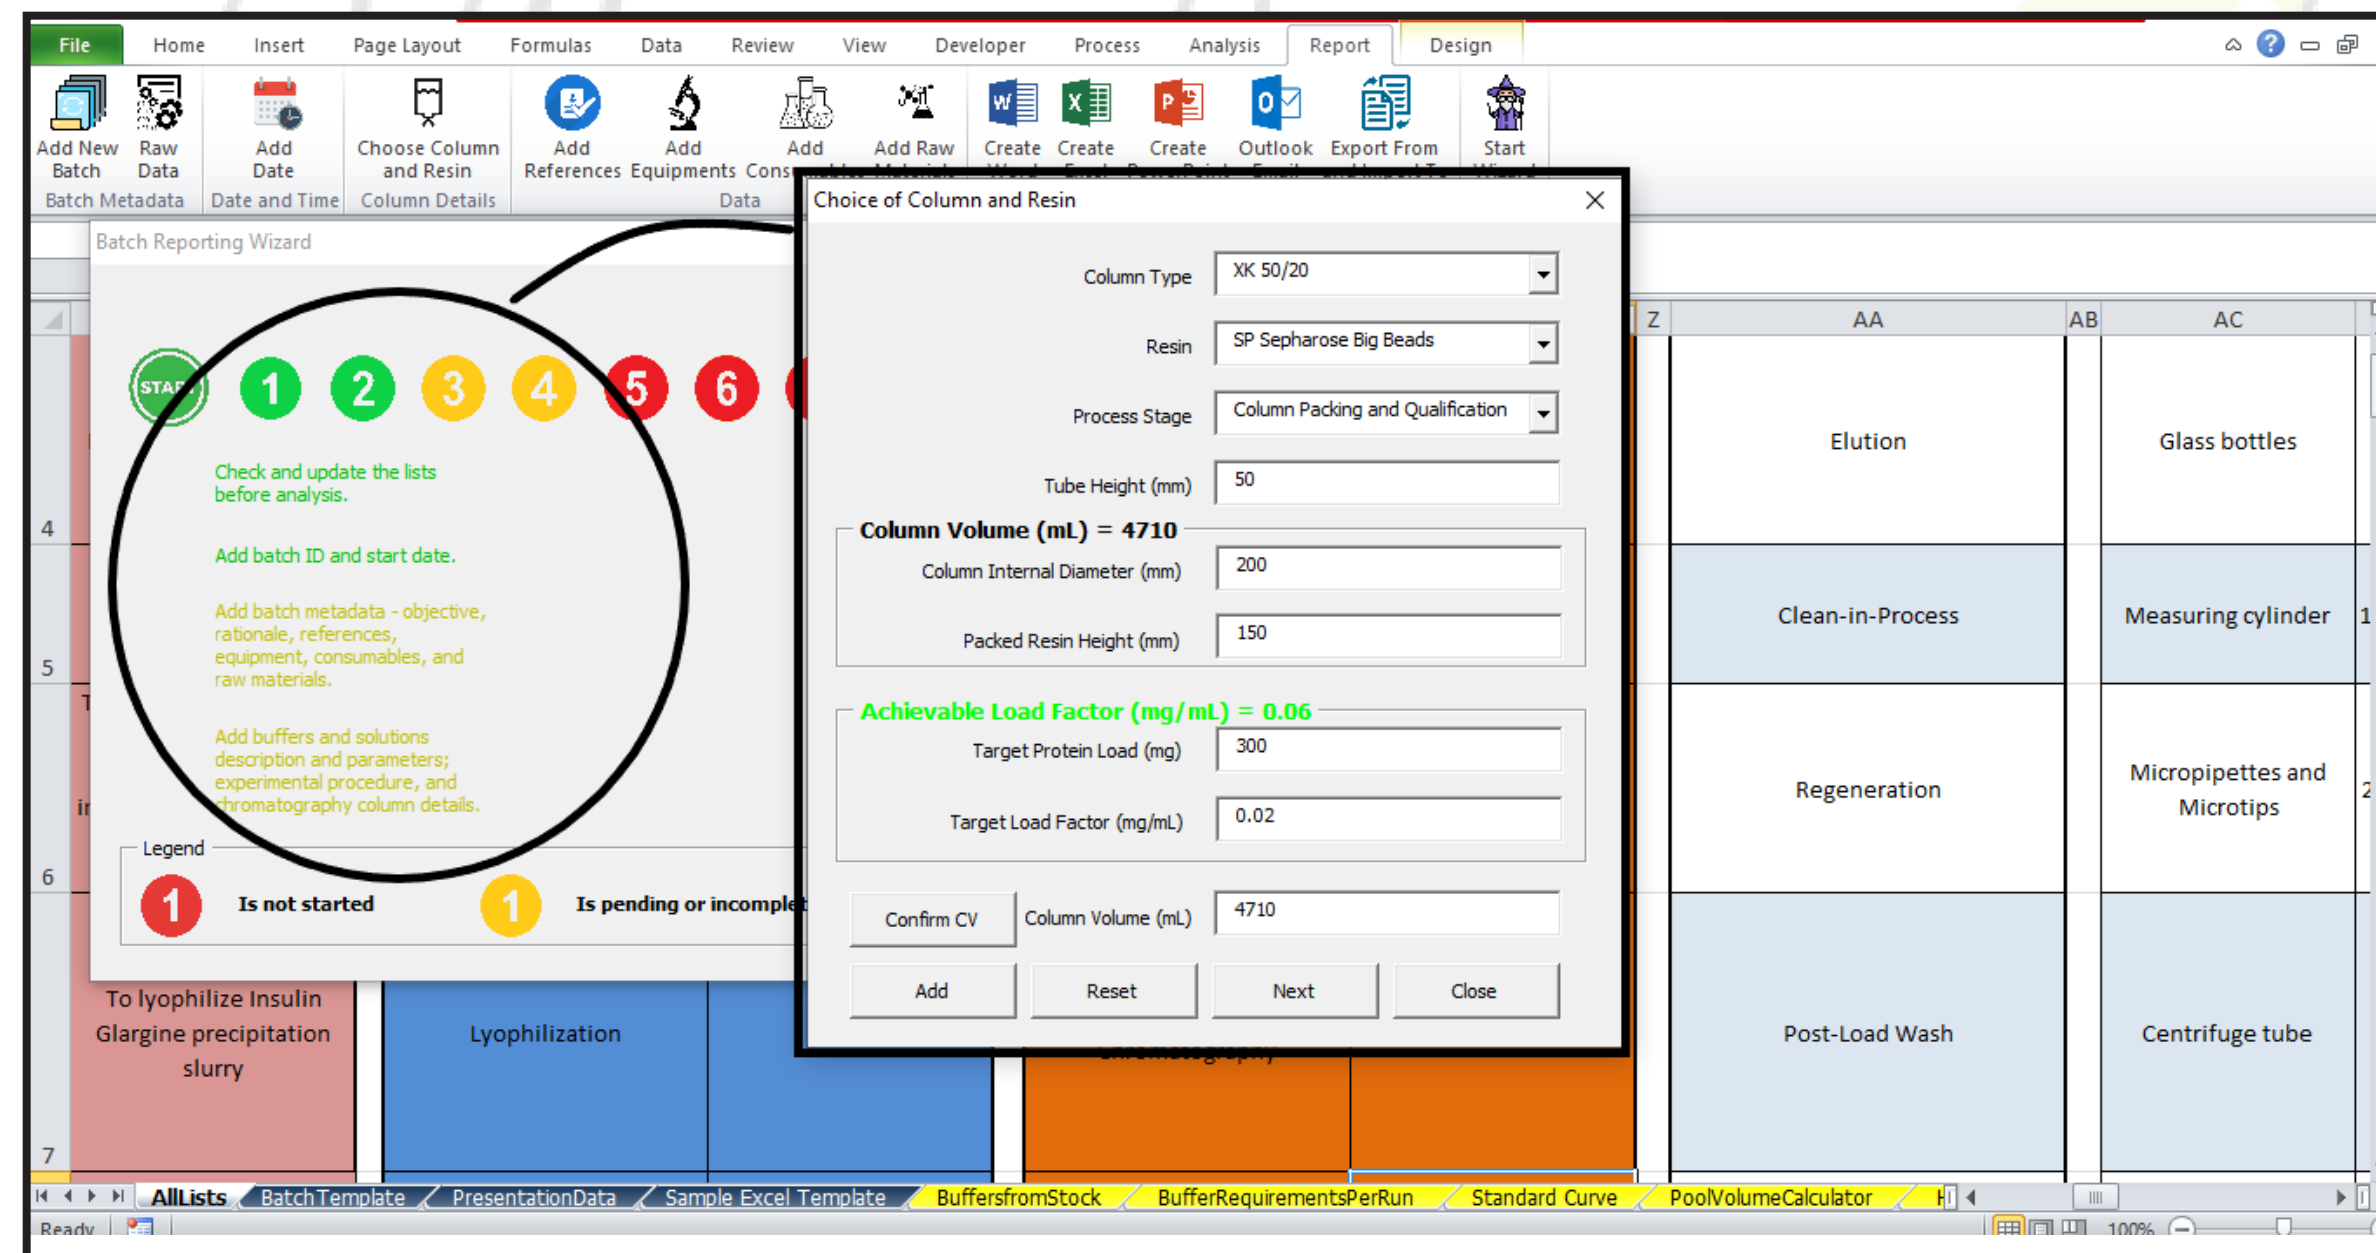 File Home Insert Page Layout Formulas Data Review View Developer Process Analysis Report Design
Add New Batch
Raw Data
Add Date
Choose Column and Resin
Add References
Add Equipments
Add
Add Raw
Create
Create
Create
Outlook
Export From
Start
Batch Metadata Date and Time Column Details Data
Batch Reporting Wizard
START 1 2 3 4 5 6
Check and update the lists
before analysis.
Add batch ID and start date.
Add batch metadata - objective,
rationale, references,
equipment, consumables, and
raw materials.
Add buffers and solutions
description and parameters;
experimental procedure, and
chromatography column details.
Legend
1 Is not started 1 Is pending or
Choice of Column and Resin
Column Type XK 50/20
Resin SP Sepharose Big Beads
Process Stage Column Packing and Qualification
Tube Height (mm) 50
Column Volume (mL) = 4710
Column Internal Diameter (mm) 200
Packed Resin Height (mm) 150
Achievable Load Factor (mg/mL) = 0.06
Target Protein Load (mg) 300
Target Load Factor (mg/mL) 0.02
Confirm CV Column Volume (mL) 4710
Add Reset Next Close
Z AA AB AC
4 Elution Glass bottles
5 Clean-in-Process Measuring cylinder 1
6 Regeneration Micropipettes and
Microtips 2
To lyophilize Insulin
Glargine precipitation
slurry
Lyophilization
Post-Load Wash Centrifuge tube
7
AllLists BatchTemplate PresentationData Sample Excel Template BuffersfromStock BufferRequirementsPerRun Standard Curve PoolVolumeCalculator
Ready 100%